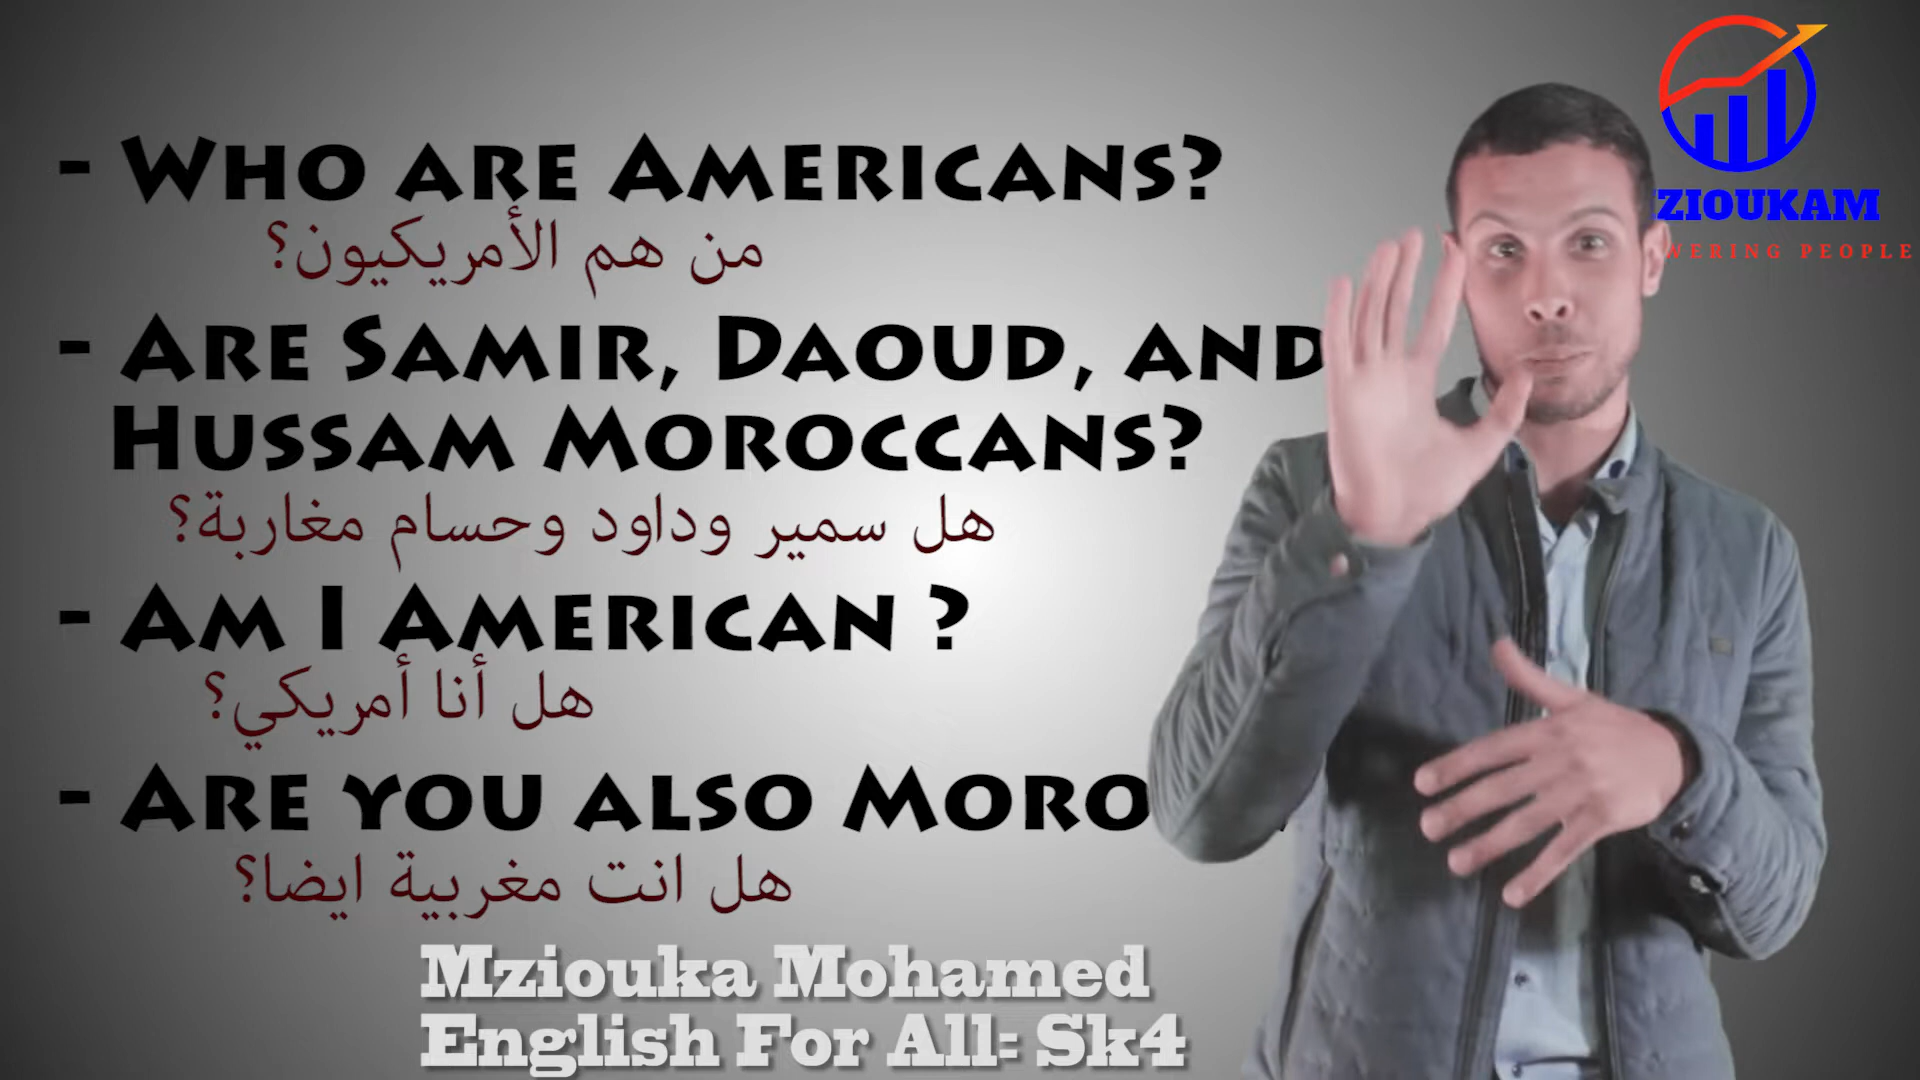 - Who are Americans?
من هم الأمريكيون؟
- Are Samir, Daoud, and
Hussam Moroccans?
هل سمير وداود وحسام مغاربة؟
- Am I American ?
هل أنا أمريكي؟
- Are you also
هل انت مغربية ايضا؟
Mziouka Mohamed
English For All: Sk4
ZIOUKAM
PEOPLE